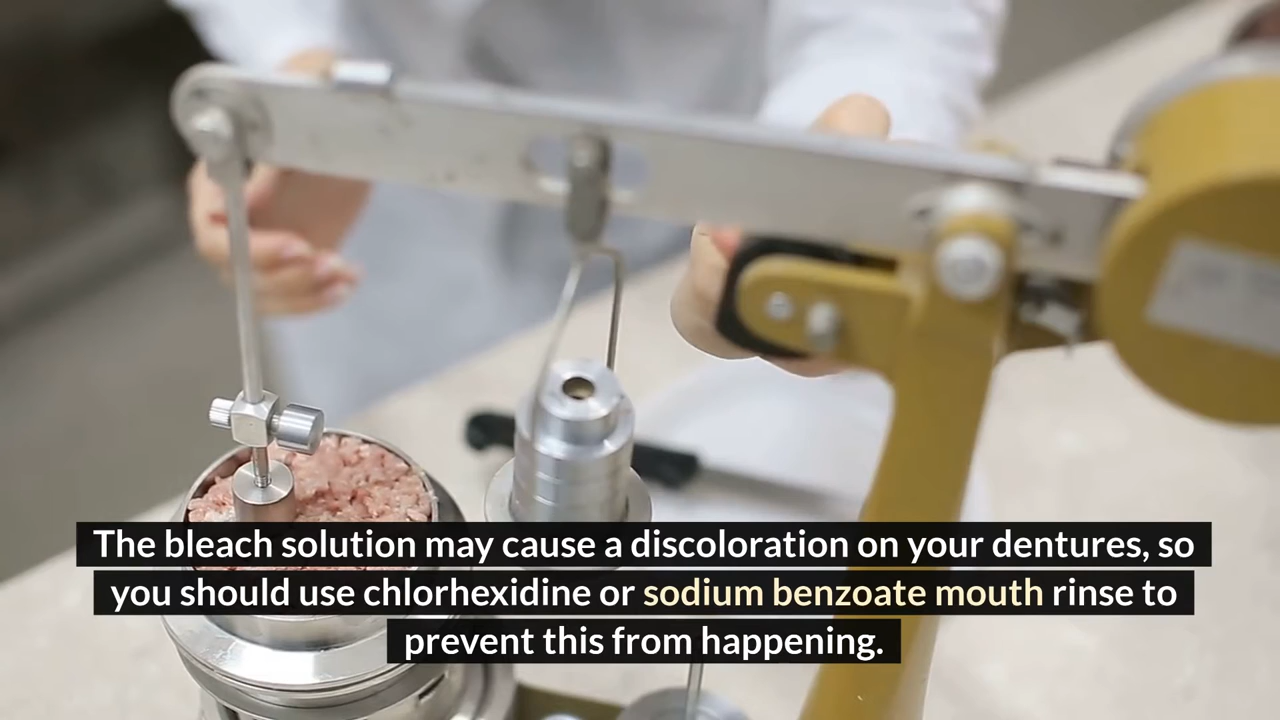 The bleach solution may cause a discoloration on your dentures, so
you should use chlorhexidine or sodium benzoate mouth rinse to
prevent this from happening.